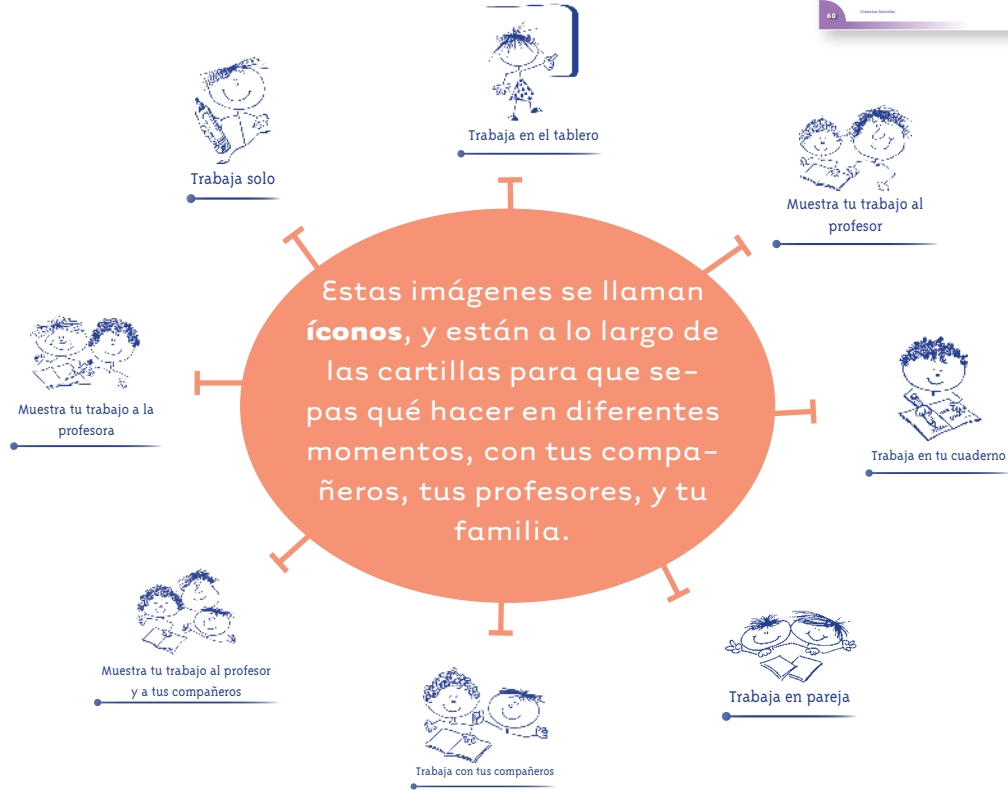 60
Ciencias Sociales
Trabaja en el tablero
Trabaja solo
Muestra tu trabajo al
profesor
Estas imágenes se llaman
íconos, y están a lo largo de
las cartillas para que se-
pas qué hacer en diferentes
momentos, con tus compa-
ñeros, tus profesores, y tu
familia.
Muestra tu trabajo a la
profesora
Trabaja en tu cuaderno
Muestra tu trabajo al profesor
y a tus compañeros
Trabaja en pareja
Trabaja con tus compañeros